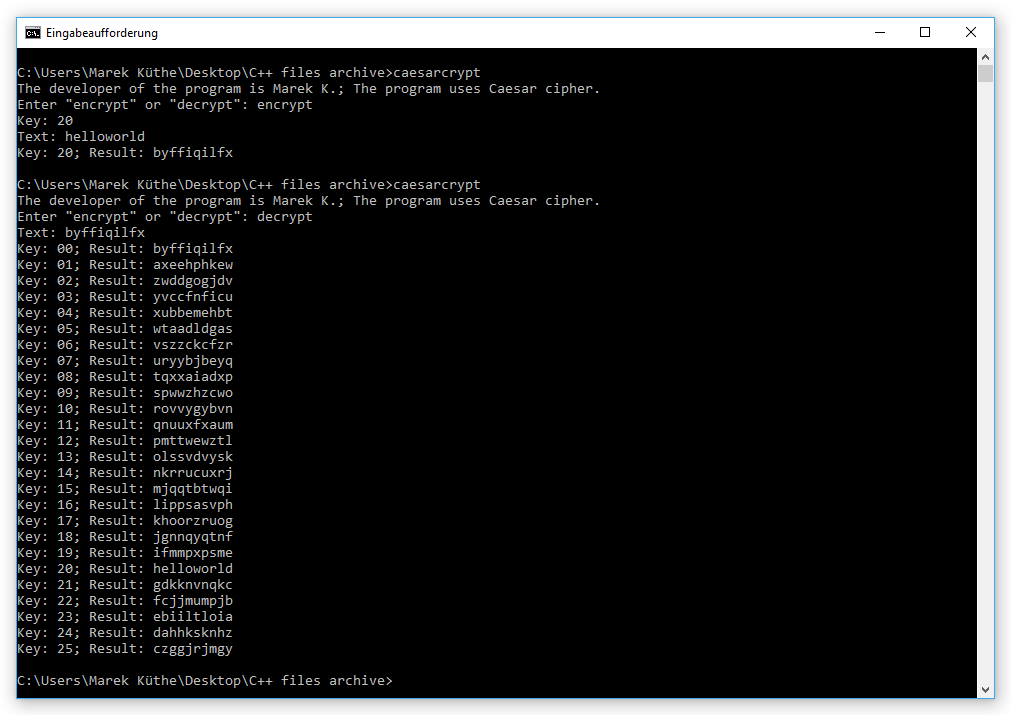 Eingabeaufforderung
C:\Users\Marek Küthe\Desktop\C++ files archive>caesarcrypt
The developer of the program is Marek K.; The program uses Caesar cipher.
Enter "encrypt" or "decrypt": encrypt
Key: 20
Text: helloworld
Key: 20; Result: byffiqilfx
C:\Users\Marek Küthe\Desktop\C++ files archive>caesarcrypt
The developer of the program is Marek K.; The program uses Caesar cipher.
Enter "encrypt" or "decrypt": decrypt
Text: byffiqilfx
Key: 00; Result: byffiqilfx
Key: 01; Result: axeehphkew
Key: 02; Result: zwddgogjdv
Key: 03; Result: yvccfnficu
Key: 04; Result: xubbemehbt
Key: 05; Result: wtaadldgas
Key: 06; Result: vszzckcfzr
Key: 07; Result: uryybjbeyq
Key: 08; Result: tqxxaiadxp
Key: 09; Result: spwwzhzcwo
Key: 10; Result: rovvygybvn
Key: 11; Result: qnuuxfxaum
Key: 12; Result: pmttwewztl
Key: 13; Result: olssvdvysk
Key: 14; Result: nkrrucuxrj
Key: 15; Result: mjqqtbtwqi
Key: 16; Result: lippsasvph
Key: 17; Result: khoorzruog
Key: 18; Result: jgnnqyqtnf
Key: 19; Result: ifmmpxpsme
Key: 20; Result: helloworld
Key: 21; Result: gdkknvnqkc
Key: 22; Result: fcjjmumpjb
Key: 23; Result: ebiiltloia
Key: 24; Result: dahhksknhz
Key: 25; Result: czggjrjmgy
C:\Users\Marek Küthe\Desktop\C++ files archive>